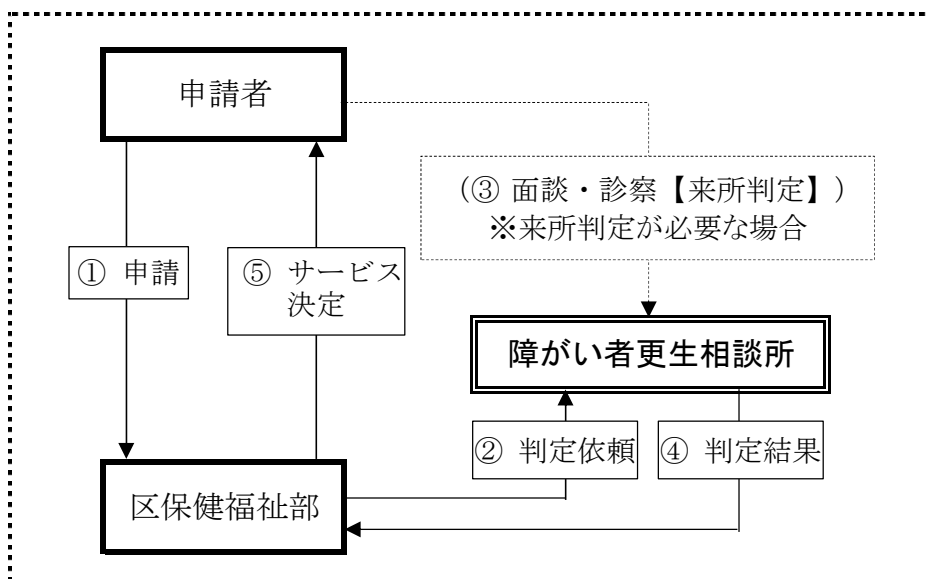 申請者
(③ 面談・診察【来所判定】)
※来所判定が必要な場合
① 申請
⑤ サービス
決定
障がい者更生相談所
② 判定依頼
④ 判定結果
区保健福祉部